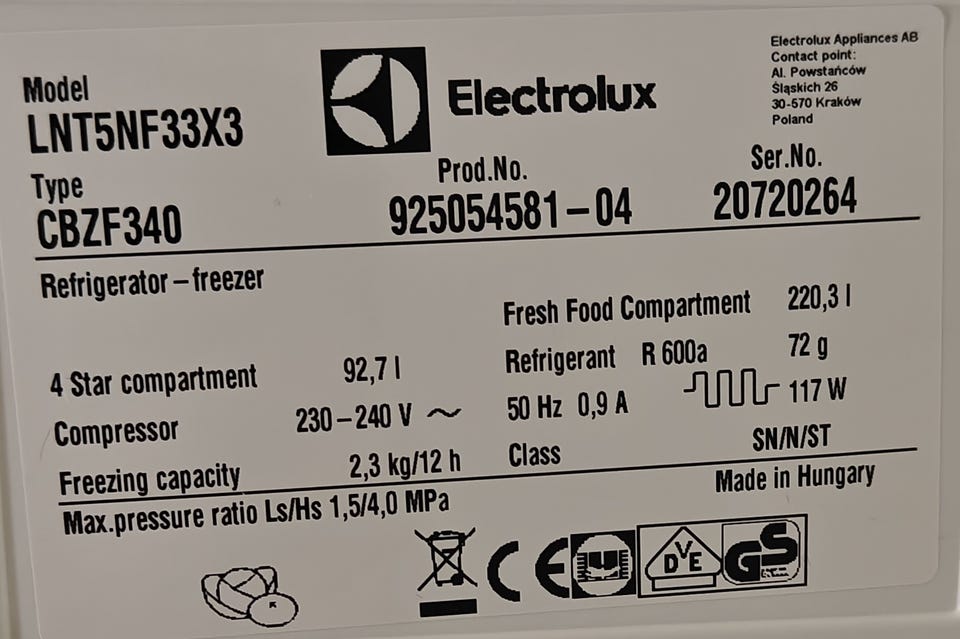 Electrolux Appliances AB
Contact point:
Al. Powstańców
Śląskich 26
30-570 Kraków
Poland
Electrolux
Model
LNT5NF33X3
Type
CBZF340
Prod.No.
925054581-04
Ser.No.
20720264
Refrigerator-freezer
Fresh Food Compartment 220,3 l
4 Star compartment 92,7 l
Refrigerant R 600a 72 g
Compressor 230-240 V ~ 50 Hz 0,9 A 117 W
Freezing capacity 2,3 kg/12 h
Class SN/N/ST
Max.pressure ratio Ls/Hs 1,5/4,0 MPa
Made in Hungary
CE
DVE
GS